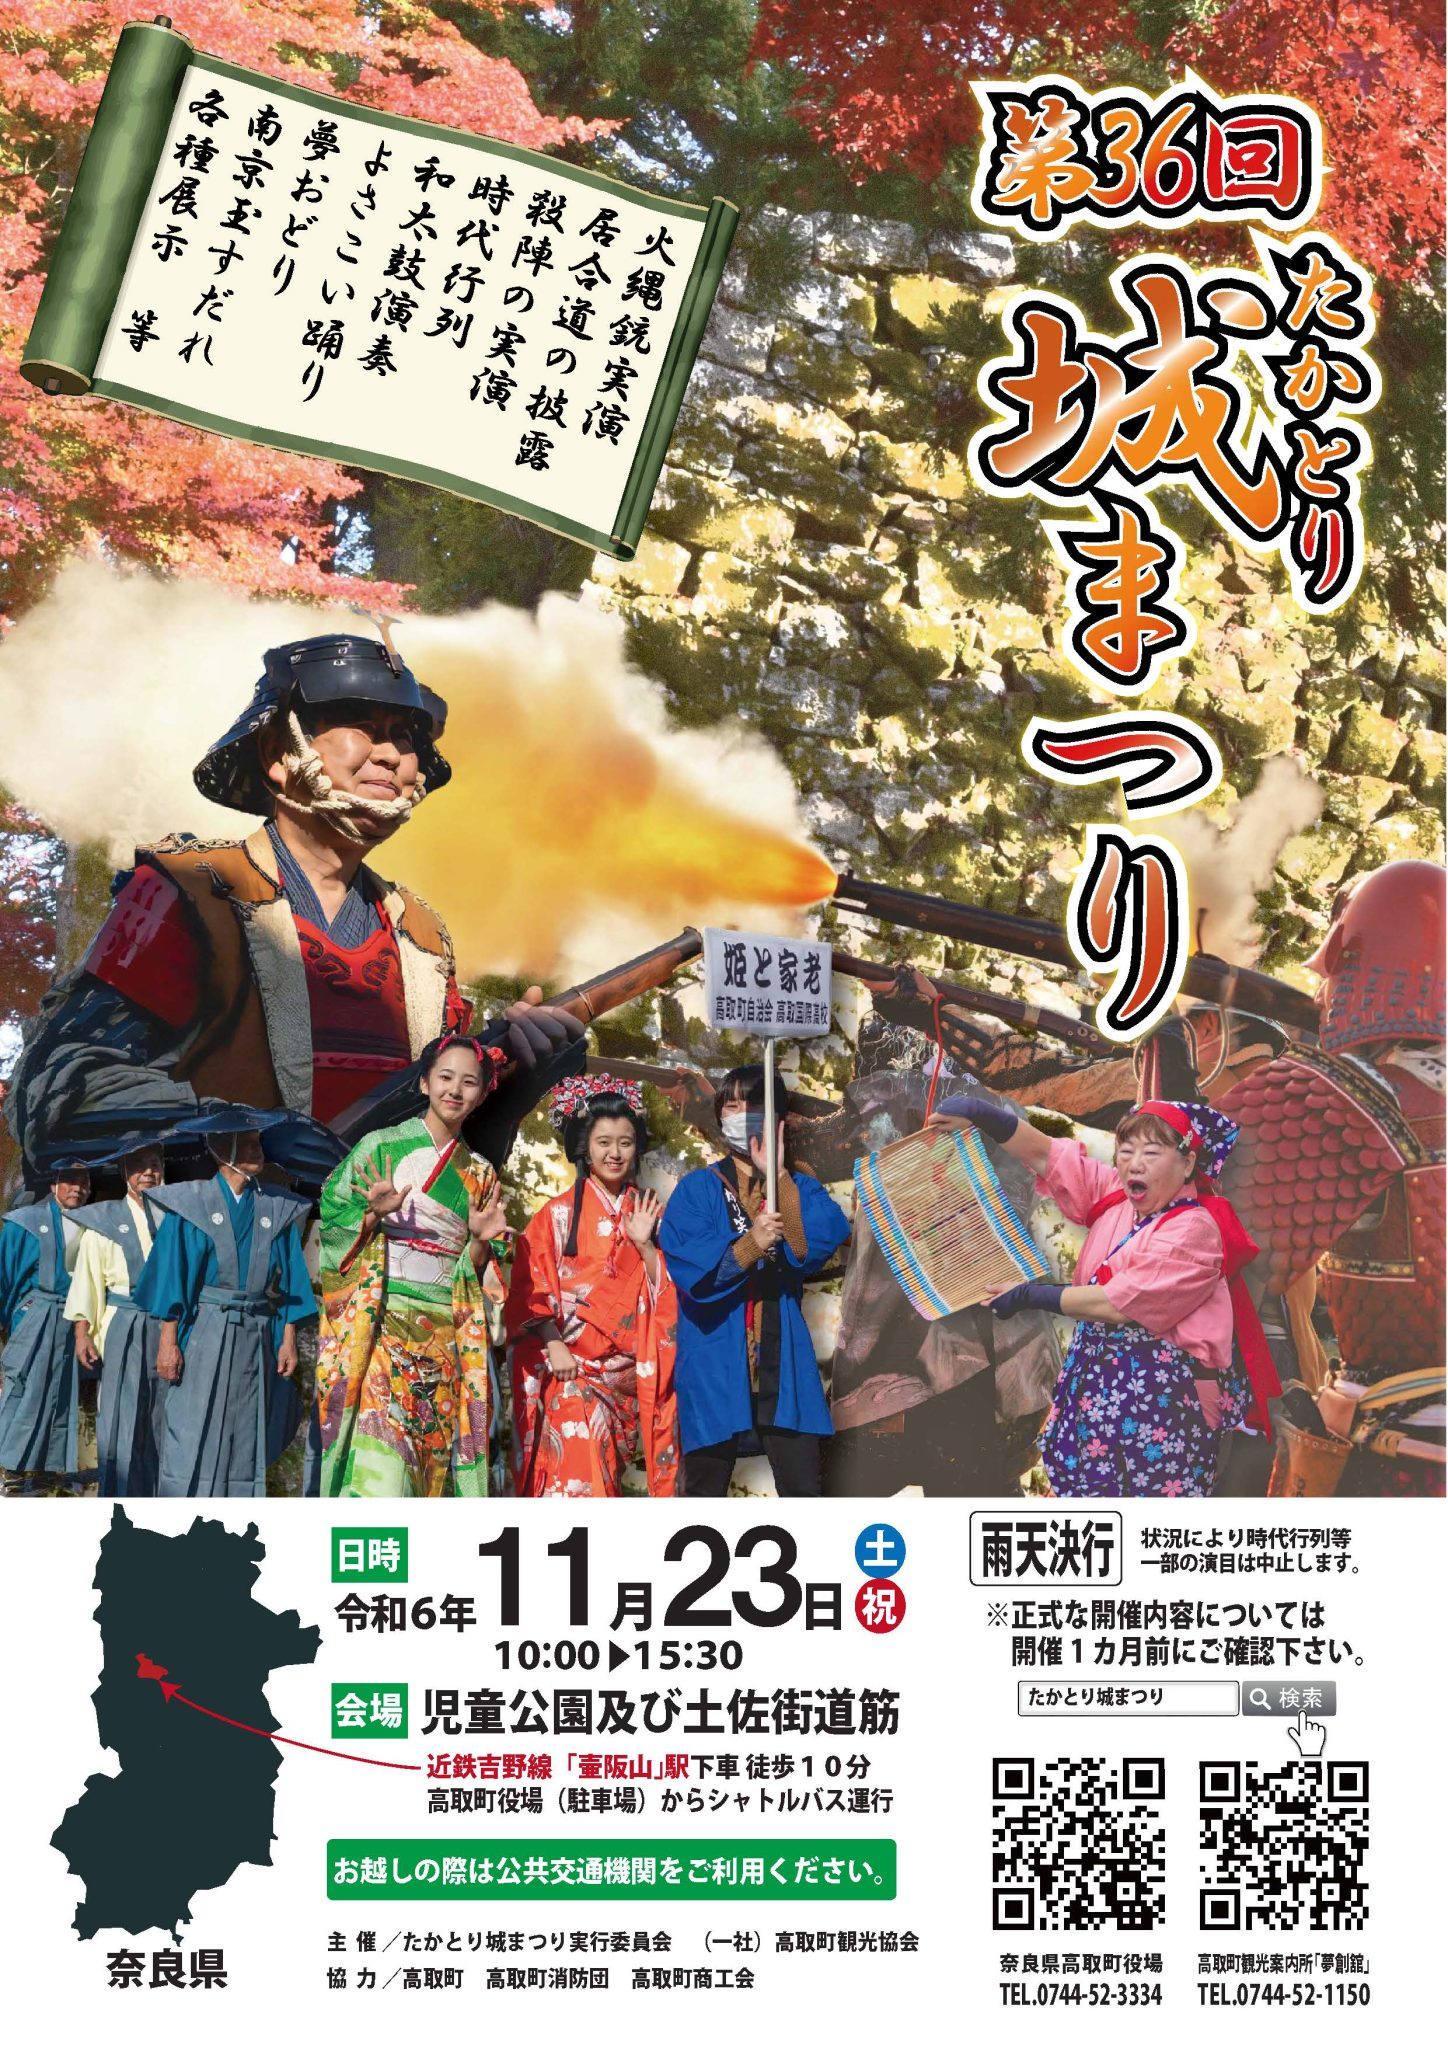 第36回
たかとり
城まつり
火縄銃実演
居合道の披露
殺陣の実演
時代行列
和太鼓演奏
よさこい踊り
夢おどり
南京玉すだれ
各種展示 等
姫と家老
高取町自治会 高取国際高校
日時
令和6年11月23日
土
祝
10:00▶15:30
会場
児童公園及び土佐街道筋
近鉄吉野線「壷阪山」駅下車 徒歩10分
高取町役場（駐車場）からシャトルバス運行
お越しの際は公共交通機関をご利用ください。
主 催／たかとり城まつり実行委員会 （一社）高取町観光協会
協 力／高取町 高取町消防団 高取町商工会
奈良県
雨天決行
状況により時代行列等
一部の演目は中止します。
※正式な開催内容については
開催1カ月前にご確認下さい。
たかとり城まつり
検索
奈良県高取町役場
TEL.0744-52-3334
高取町観光案内所「夢創舘」
TEL.0744-52-1150